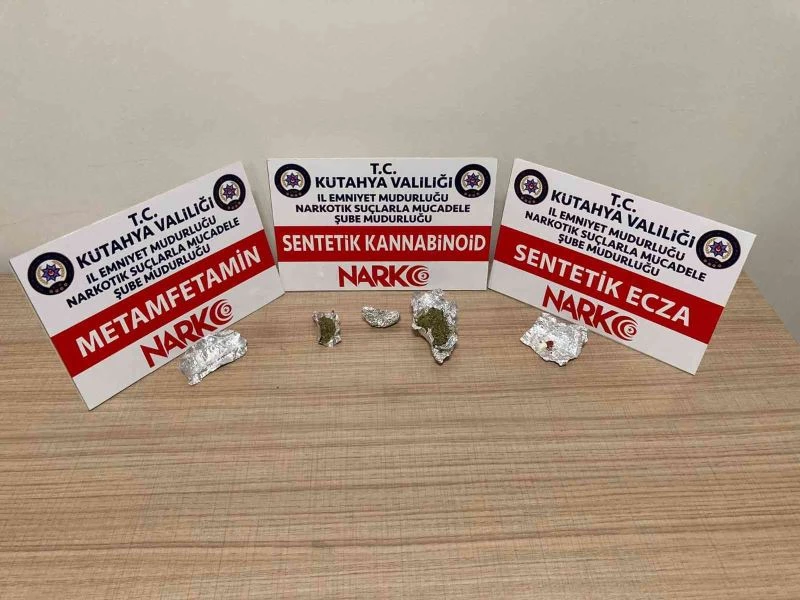 T.C.
KUTAHYA VALILIĞI
IL EMNIYET MUDURLUĞU
NARKOTIK SUÇLARLA MUCADELE
ŞUBE MUDURLUĞU
METAMFETAMIN
NARKO
T.C.
KUTAHYA VALILIĞI
IL EMNIYET MUDURLUĞU
NARKOTIK SUÇLARLA MUCADELE
ŞUBE MUDURLUĞU
SENTETIK KANNABINOID
NARKO
T.C.
KUTAHYA VALILIĞI
IL EMNIYET MUDURLUĞU
NARKOTIK SUÇLARLA MUCADELE
ŞUBE MUDURLUĞU
SENTETIK ECZA
NARKO